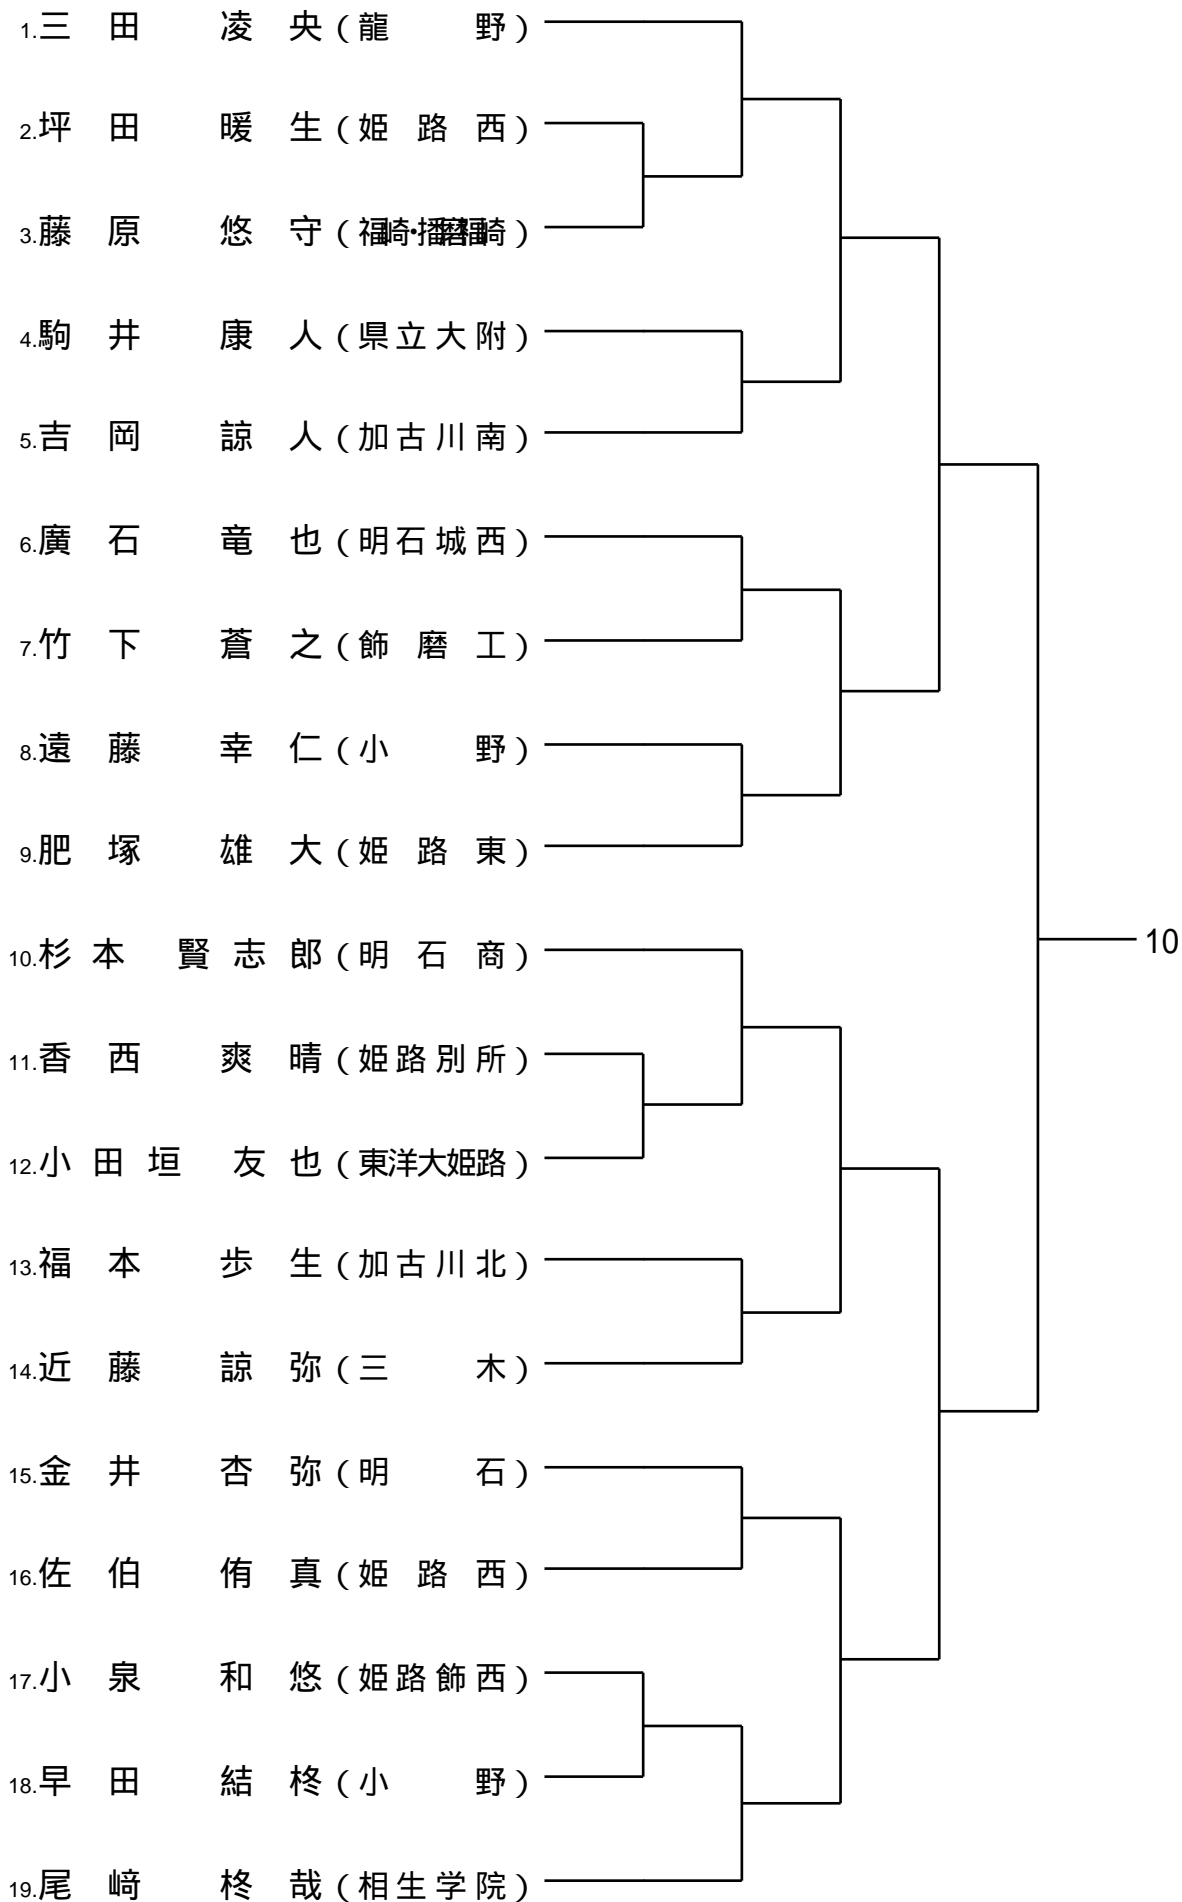 1.三田 凌央(龍野)
2.坪田 暖生(姫路西)
3.藤原 悠守(福崎・播磨福崎)
4.駒井 康人(県立大附)
5.吉岡 諒人(加古川南)
6.廣石 竜也(明石城西)
7.竹下 蒼之(飾磨工)
8.遠藤 幸仁(小野)
9.肥塚 雄大(姫路東)
10.杉本 賢志郎(明石商)
10
11.香西 爽晴(姫路別所)
12.小田垣 友也(東洋大姫路)
13.福本 歩生(加古川北)
14.近藤 諒弥(三木)
15.金井 杏弥(明石)
16.佐伯 侑真(姫路西)
17.小泉 和悠(姫路飾西)
18.早田 結柊(小野)
19.尾﨑 柊哉(相生学院)